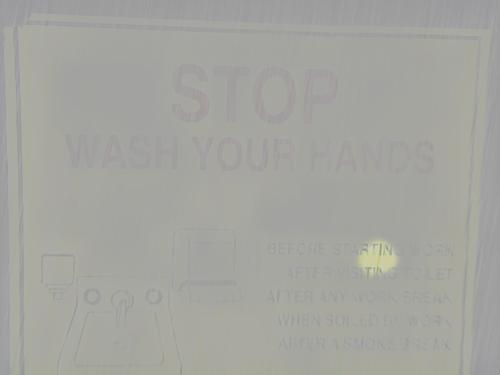 STOP
WASH YOUR HANDS
BEFORE STARTING WORK
AFTER VISITING TOILET
AFTER ANY WORK BREAK
WHEN SOILED BY WORK
AFTER A SMOKE BREAK